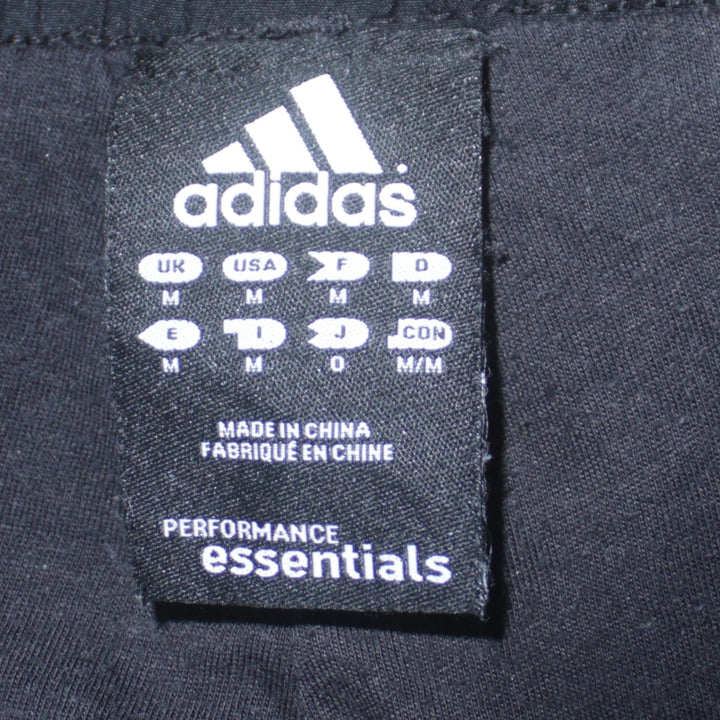 adidas
UK USA F D
M M M M
E I J CON
M M O M/M
MADE IN CHINA
FABRIQUÉ EN CHINE
PERFORMANCE
essentials